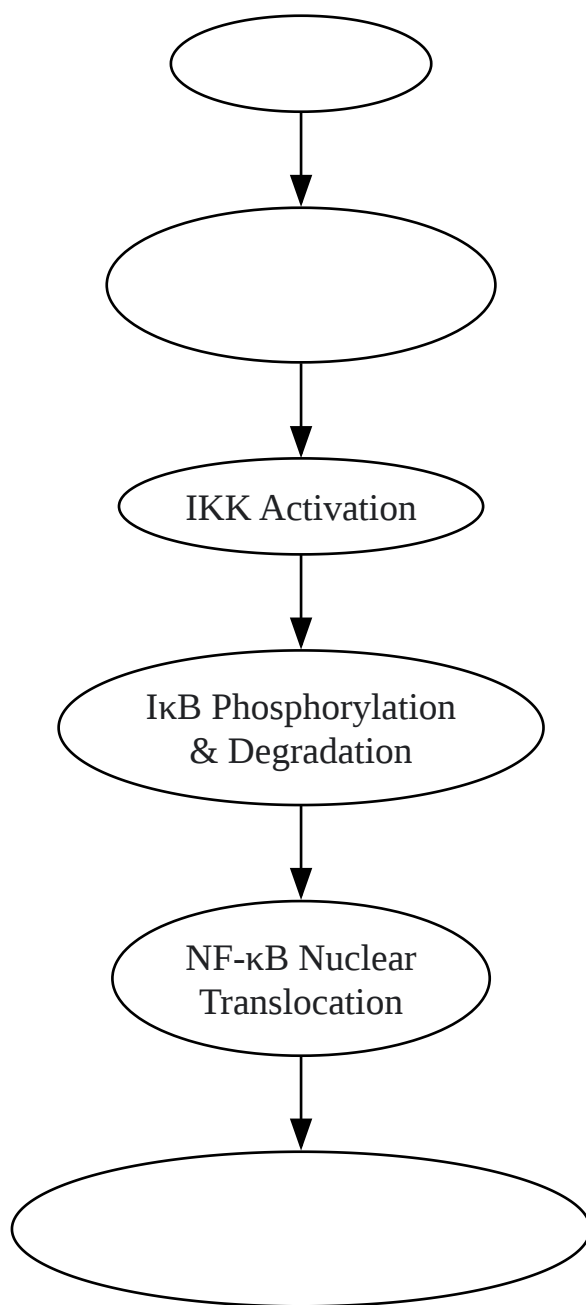 IKK Activation
IκB Phosphorylation
& Degradation
NF-κB Nuclear
Translocation